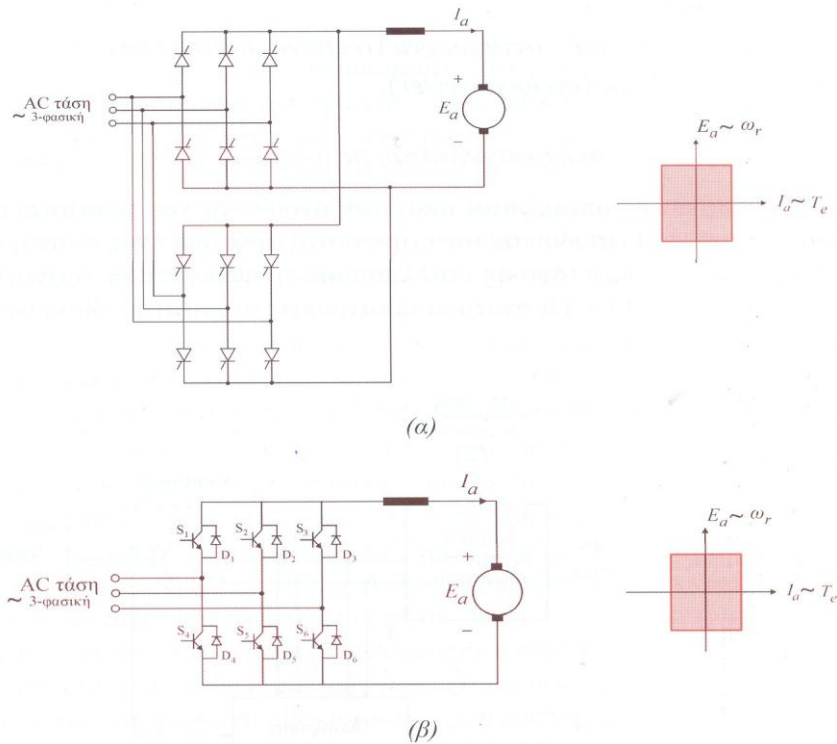 I_a
+
E_a
−
AC τάση
~ 3-φασική
E_a ~ ω_r
I_a ~ T_e
(α)
I_a
S_1 D_1 S_2 D_2 S_3 D_3
+
E_a
−
AC τάση
~ 3-φασική
S_4 D_4 S_5 D_5 S_6 D_6
E_a ~ ω_r
I_a ~ T_e
(β)